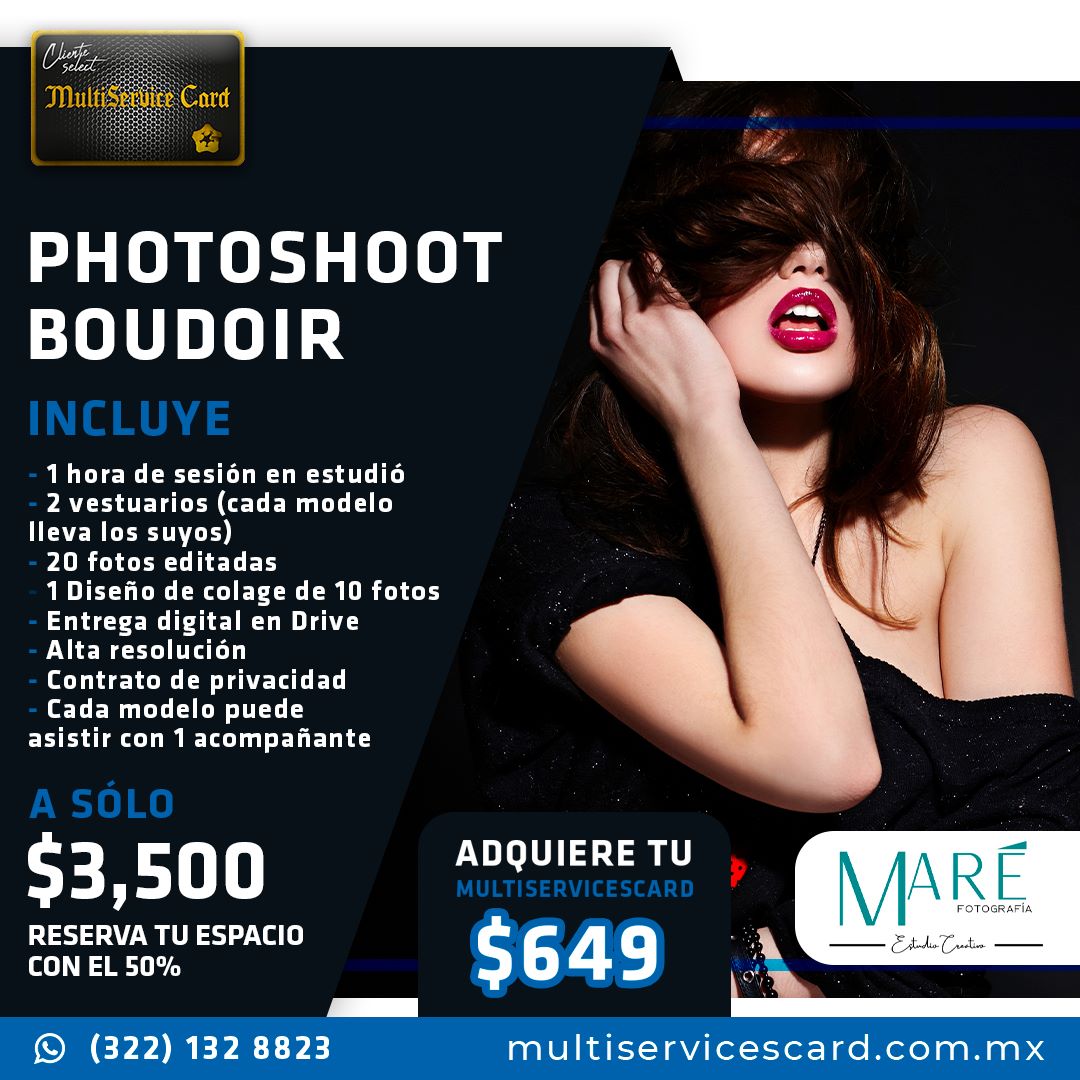 Cliente
select
MultiService Card
PHOTOSHOOT
BOUDOIR
INCLUYE
- 1 hora de sesión en estudió
- 2 vestuarios (cada modelo
lleva los suyos)
- 20 fotos editadas
- 1 Diseño de colage de 10 fotos
- Entrega digital en Drive
- Alta resolución
- Contrato de privacidad
- Cada modelo puede
asistir con 1 acompañante
A SÓLO
$3,500
RESERVA TU ESPACIO
CON EL 50%
ADQUIERE TU
MULTISERVICESCARD
$649
MARÉ
FOTOGRAFÍA
Estudio Creativo
(322) 132 8823
multiservicescard.com.mx